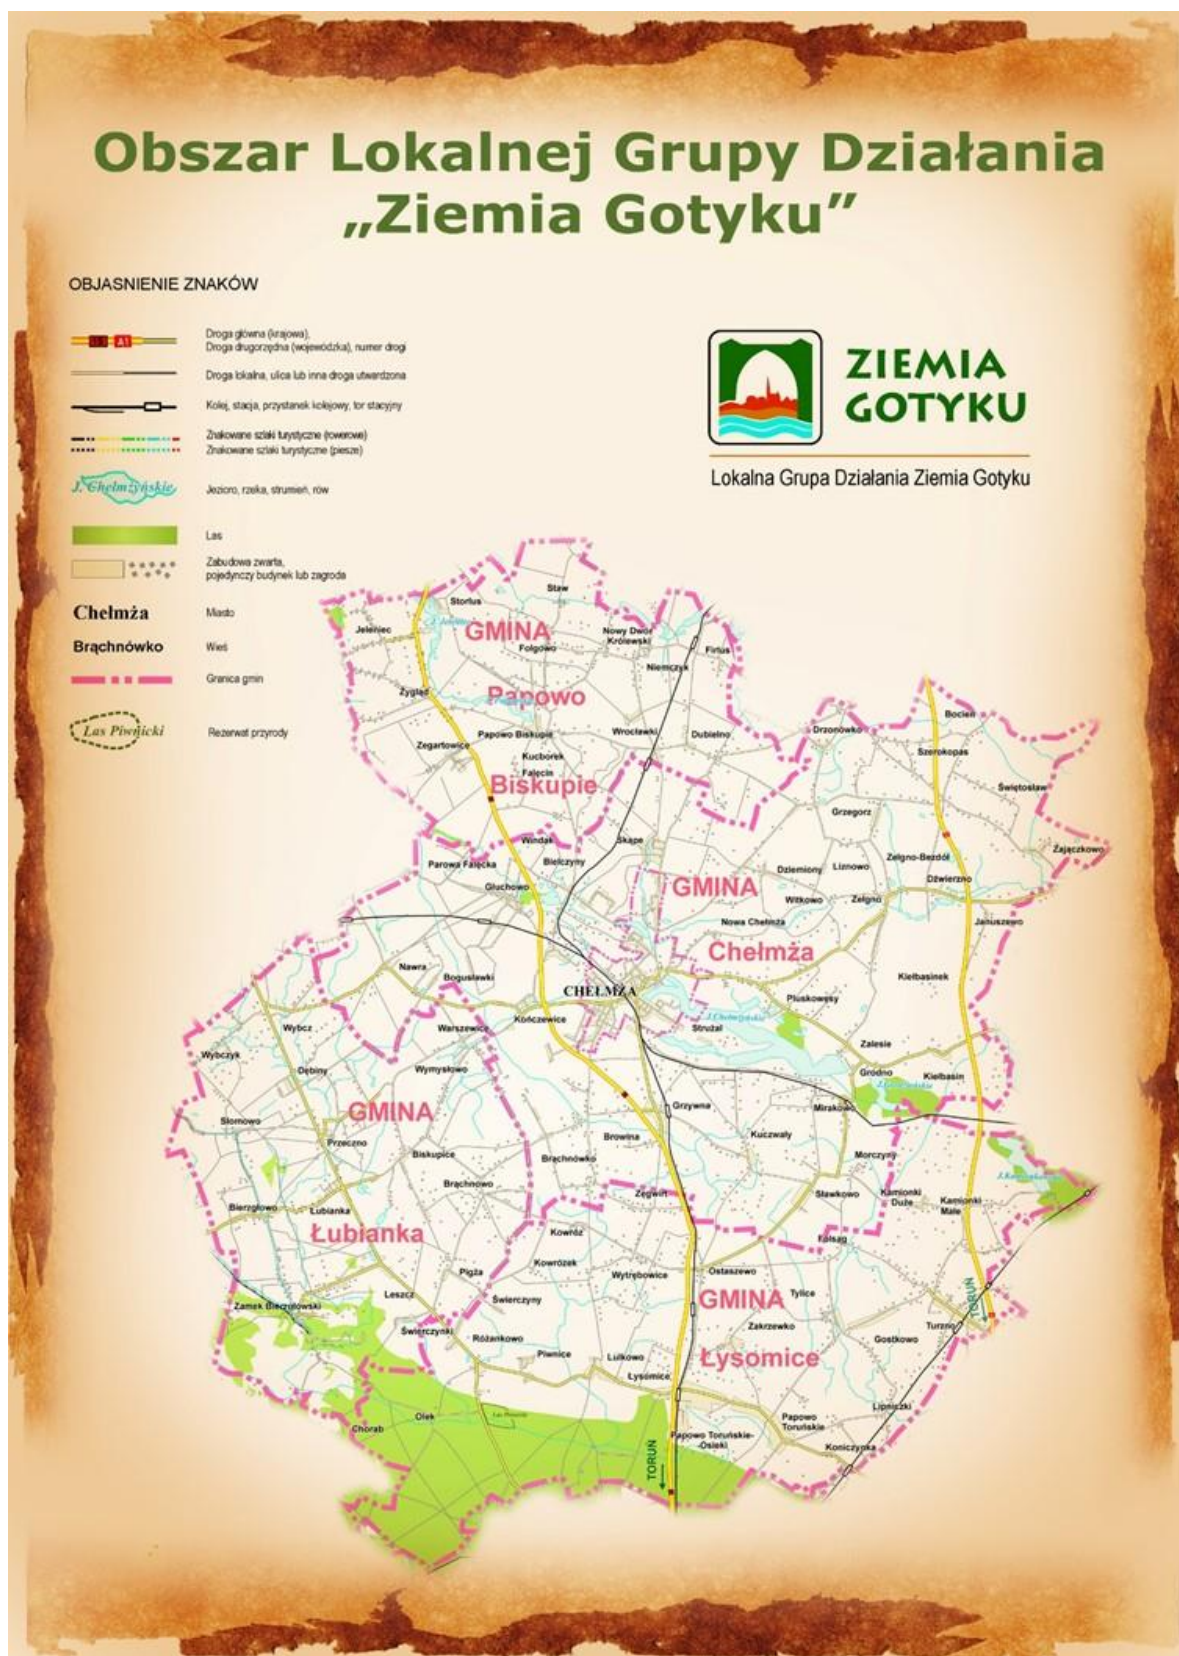 Obszar Lokalnej Grupy Działania
„Ziemia Gotyku”
OBJASNIENIE ZNAKÓW
A1
Droga główna (krajowa),
Droga drugorzędna (wojewódzka), numer drogi
Droga lokalna, ulica lub inna droga utwardzona
Kolej, stacja, przystanek kolejowy, tor stacyjny
Znakowane szlaki turystyczne (rowerowe)
Znakowane szlaki turystyczne (piesze)
J. Chełmżyńskie
Jezioro, rzeka, strumień, rów
Las
Zabudowa zwarta,
pojedynczy budynek lub zagroda
Chełmża
Miasto
Brąchnówko
Wieś
Granica gmin
Las Piwnicki
Rezerwat przyrody
ZIEMIA
GOTYKU
Lokalna Grupa Działania Ziemia Gotyku
Staw
Storlus
Jeleniec
GMINA
Nowy Dwór
Królewski
Folgowo
Firlus
Niemczyk
Żygląd
Papowo
Bocień
Papowo Biskupie
Wrocławki
Dubielno
Drzonówko
Zegartowice
Szerokopas
Kucborek
Falęcin
Biskupie
Świętosław
Grzegorz
Windak
Skąpe
Zajączkowo
Parowa Falęcka
Bielczyny
Zelgno-Bezdół
Dziemiony
Liznowo
Głuchowo
GMINA
Dźwierzno
Witkowo
Zelgno
Nowa Chełmża
Januszewo
Chełmża
Nawra
Bogusławki
Kiełbasinek
CHEŁMŻA
Pluskowęsy
Kończewice
J. Chełmżyńskie
Wybcz
Warszewice
Strużal
Zalesie
Wybczyk
Dębiny
Wymysłowo
Grodno
Kiełbasin
GMINA
Grzywna
Mirakowo
Słomowo
Przeczno
Browina
Kuczwały
Biskupice
Brąchnówko
Morczyny
Brąchnowo
Zęgwirt
Sławkowo
Kamionki
Duże
Kamionki
Małe
Bierzgłowo
Łubianka
Łubianka
Kowróz
Folsąg
Kowrózek
Pigża
Wytrębowice
Ostaszewo
Leszcz
Świerczyny
GMINA
Tylice
TORUŃ
Zamek Bierzgłowski
Zakrzewko
Turzno
Świerczynki
Różankowo
Gostkowo
Piwnice
Lulkowo
Łysomice
Łysomice
Lipniczki
Olek
Las Piwnicki
Chorab
Papowo
Toruńskie
Papowo Toruńskie-
-Osieki
Koniczynka
TORUŃ